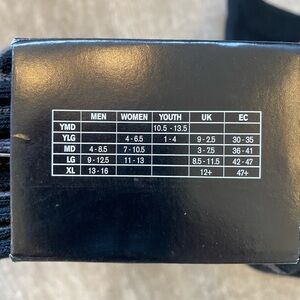 MEN WOMEN YOUTH UK EC
YMD 10.5 - 13.5
YLG 4 - 6.5 1 - 4 9 - 2.5 30 - 35
MD 4 - 8.5 7 - 10.5 3 - 7.5 36 - 41
LG 9 - 12.5 11 - 13 8.5 - 11.5 42 - 47
XL 13 - 16 12+ 47+